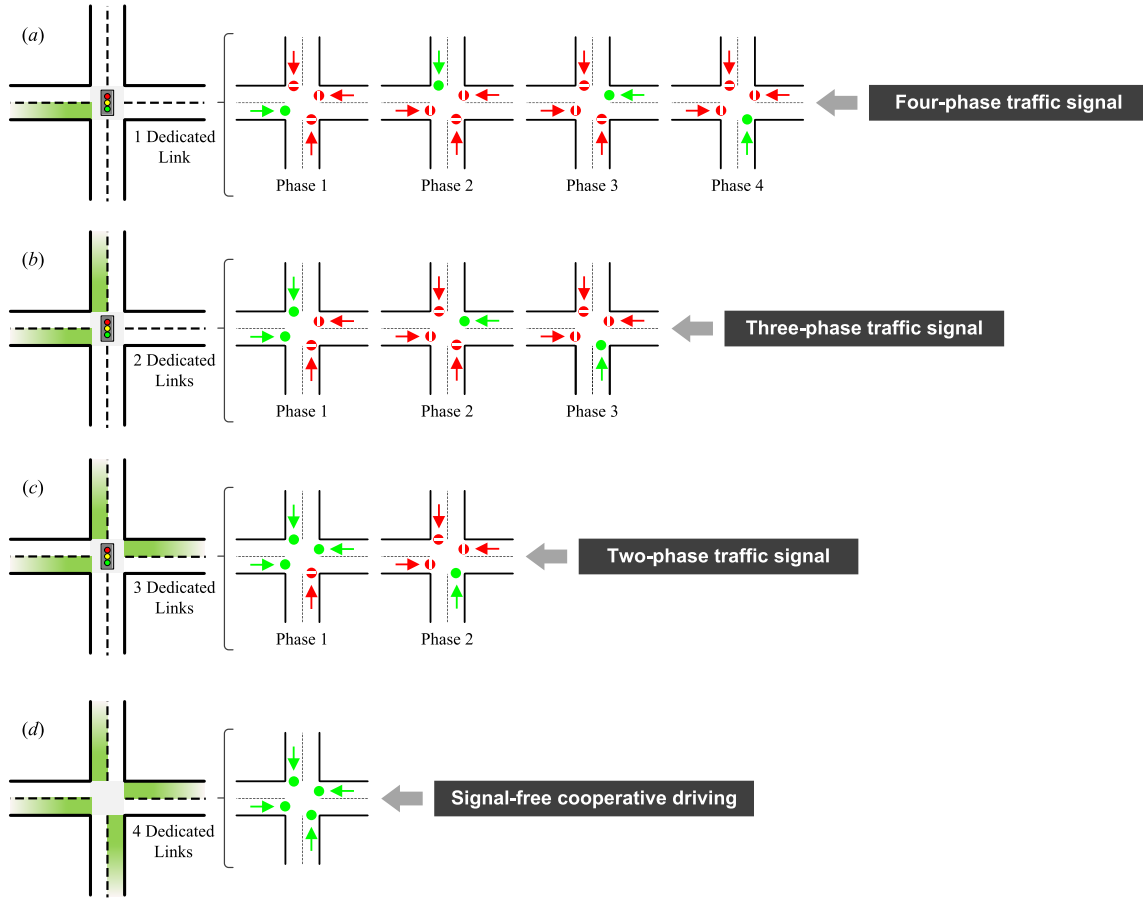 (a)
1 Dedicated
Link
Phase 1
Phase 2
Phase 3
Phase 4
Four-phase traffic signal
(b)
2 Dedicated
Links
Phase 1
Phase 2
Phase 3
Three-phase traffic signal
(c)
3 Dedicated
Links
Phase 1
Phase 2
Two-phase traffic signal
(d)
4 Dedicated
Links
Signal-free cooperative driving